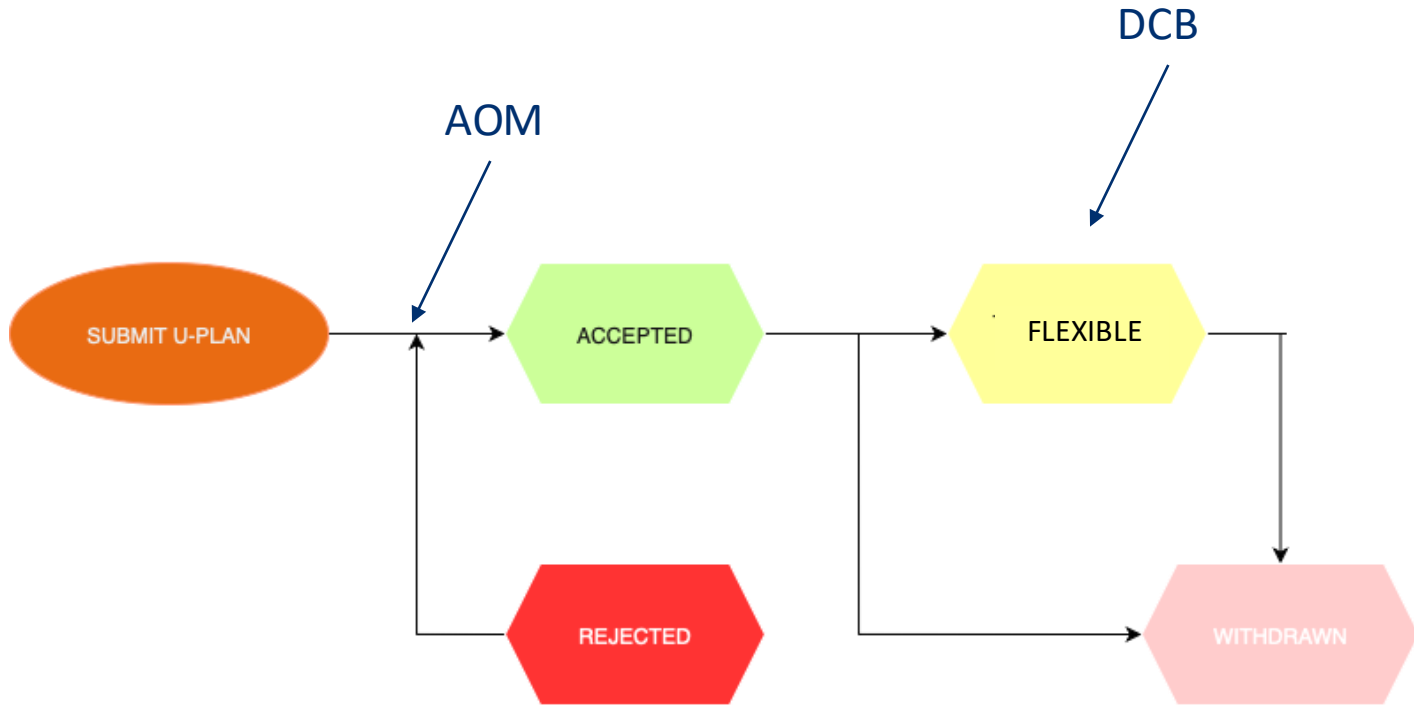 DCB
AOM
SUBMIT U-PLAN
ACCEPTED
FLEXIBLE
REJECTED
WITHDRAWN